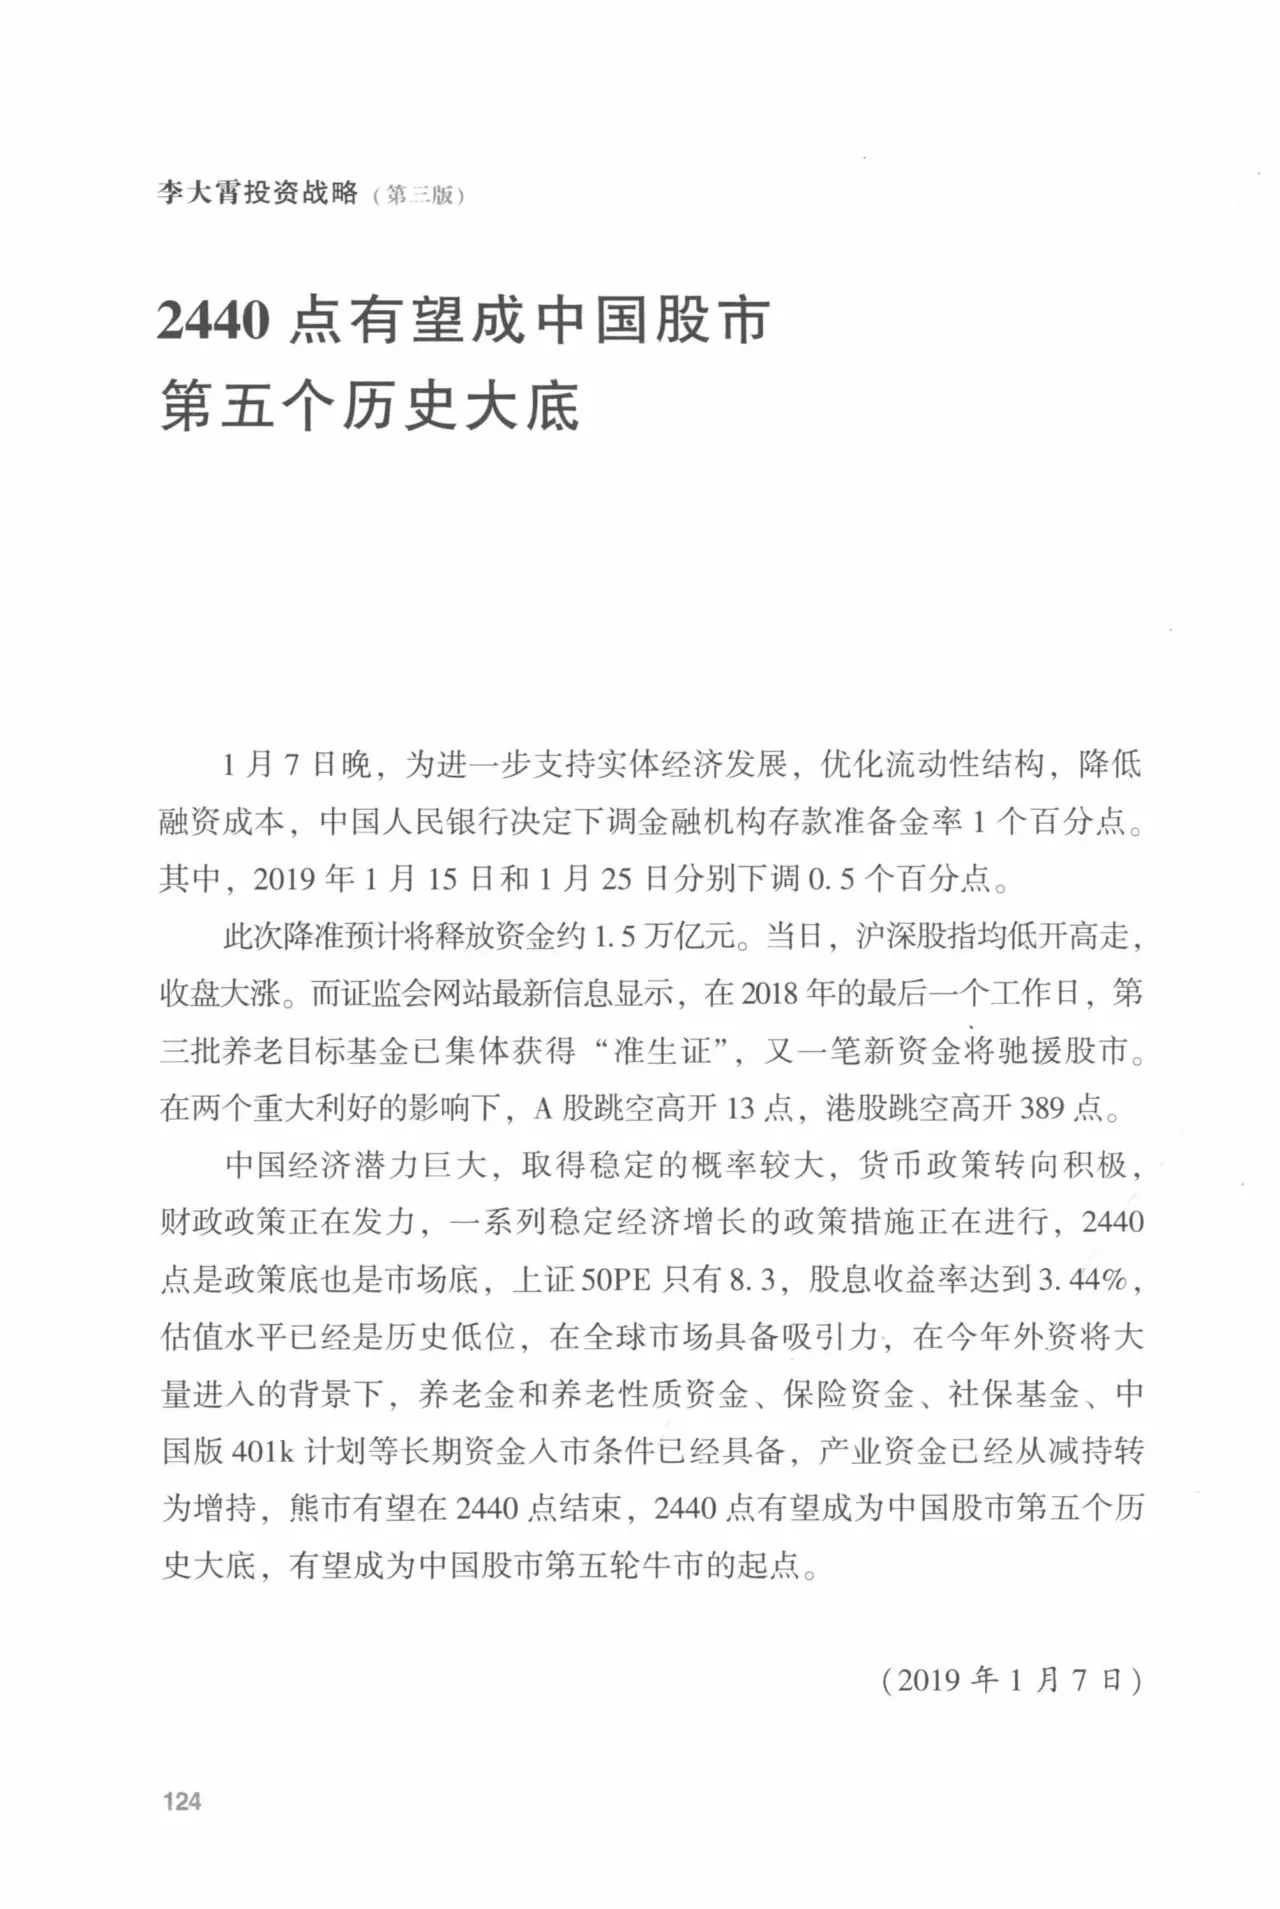 李大霄投资战略（第三版）
2440 点有望成中国股市
第五个历史大底
1 月 7 日晚，为进一步支持实体经济发展，优化流动性结构，降低
融资成本，中国人民银行决定下调金融机构存款准备金率 1 个百分点。
其中，2019 年 1 月 15 日和 1 月 25 日分别下调 0.5 个百分点。
此次降准预计将释放资金约 1.5 万亿元。当日，沪深股指均低开高走，
收盘大涨。而证监会网站最新信息显示，在 2018 年的最后一个工作日，第
三批养老目标基金已集体获得“准生证”，又一笔新资金将驰援股市。
在两个重大利好的影响下，A 股跳空高开 13 点，港股跳空高开 389 点。
中国经济潜力巨大，取得稳定的概率较大，货币政策转向积极，
财政政策正在发力，一系列稳定经济增长的政策措施正在进行，2440
点是政策底也是市场底，上证 50PE 只有 8.3，股息收益率达到 3.44%，
估值水平已经是历史低位，在全球市场具备吸引力，在今年外资将大
量进入的背景下，养老金和养老性质资金、保险资金、社保基金、中
国版 401k 计划等长期资金入市条件已经具备，产业资金已经从减持转
为增持，熊市有望在 2440 点结束，2440 点有望成为中国股市第五个历
史大底，有望成为中国股市第五轮牛市的起点。
（2019 年 1 月 7 日）
124